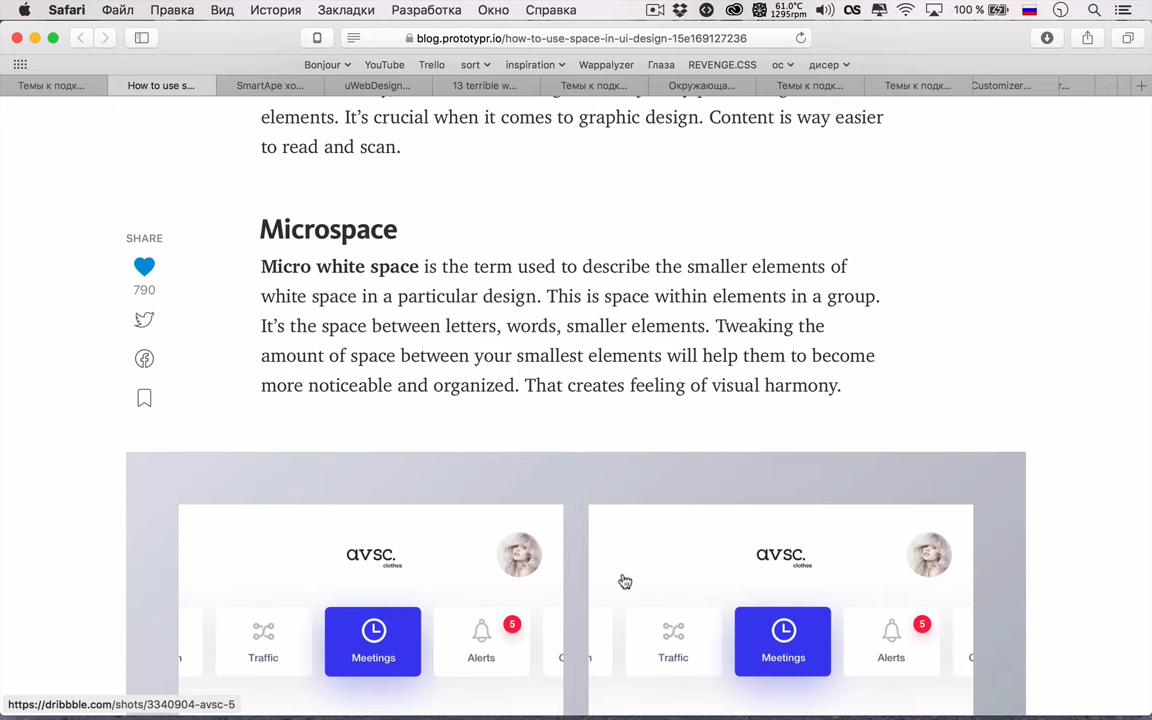 Safari Файл Правка Вид История Закладки Разработка Окно Справка 61.0°C 1295rpm 100 %
blog.prototypr.io/how-to-use-space-in-ui-design-15e169127236
Bonjour YouTube Trello sort inspiration Wappalyzer Глаза REVENGE.CSS ос дисер
Темы к подк... How to use s... SmartApe хо... uWebDesign... 13 terrible w... Темы к подк... Окружающа... Темы к подк... Темы к подк... Customizer... г...
elements. It's crucial when it comes to graphic design. Content is way easier
to read and scan.
SHARE
790
Microspace
Micro white space is the term used to describe the smaller elements of
white space in a particular design. This is space within elements in a group.
It's the space between letters, words, smaller elements. Tweaking the
amount of space between your smallest elements will help them to become
more noticeable and organized. That creates feeling of visual harmony.
avsc.
clothes
Traffic
Meetings
5
Alerts
avsc.
clothes
Traffic
Meetings
5
Alerts
https://dribbble.com/shots/3340904-avsc-5